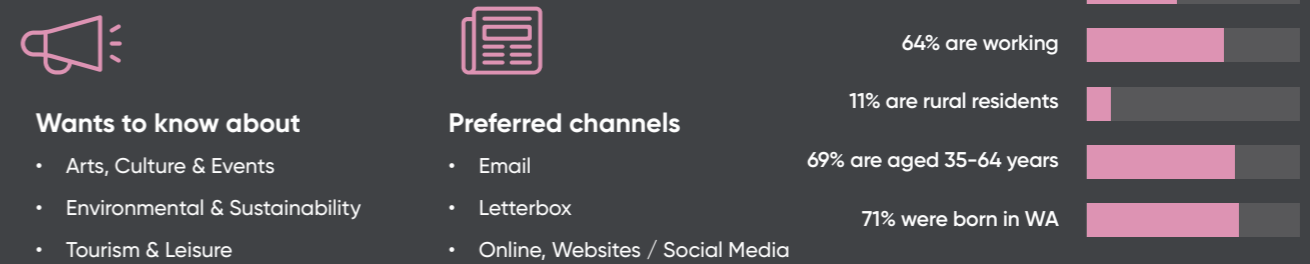 Wants to know about
• Arts, Culture & Events
• Environmental & Sustainability
• Tourism & Leisure
Preferred channels
• Email
• Letterbox
• Online, Websites / Social Media
64% are working
11% are rural residents
69% are aged 35-64 years
71% were born in WA